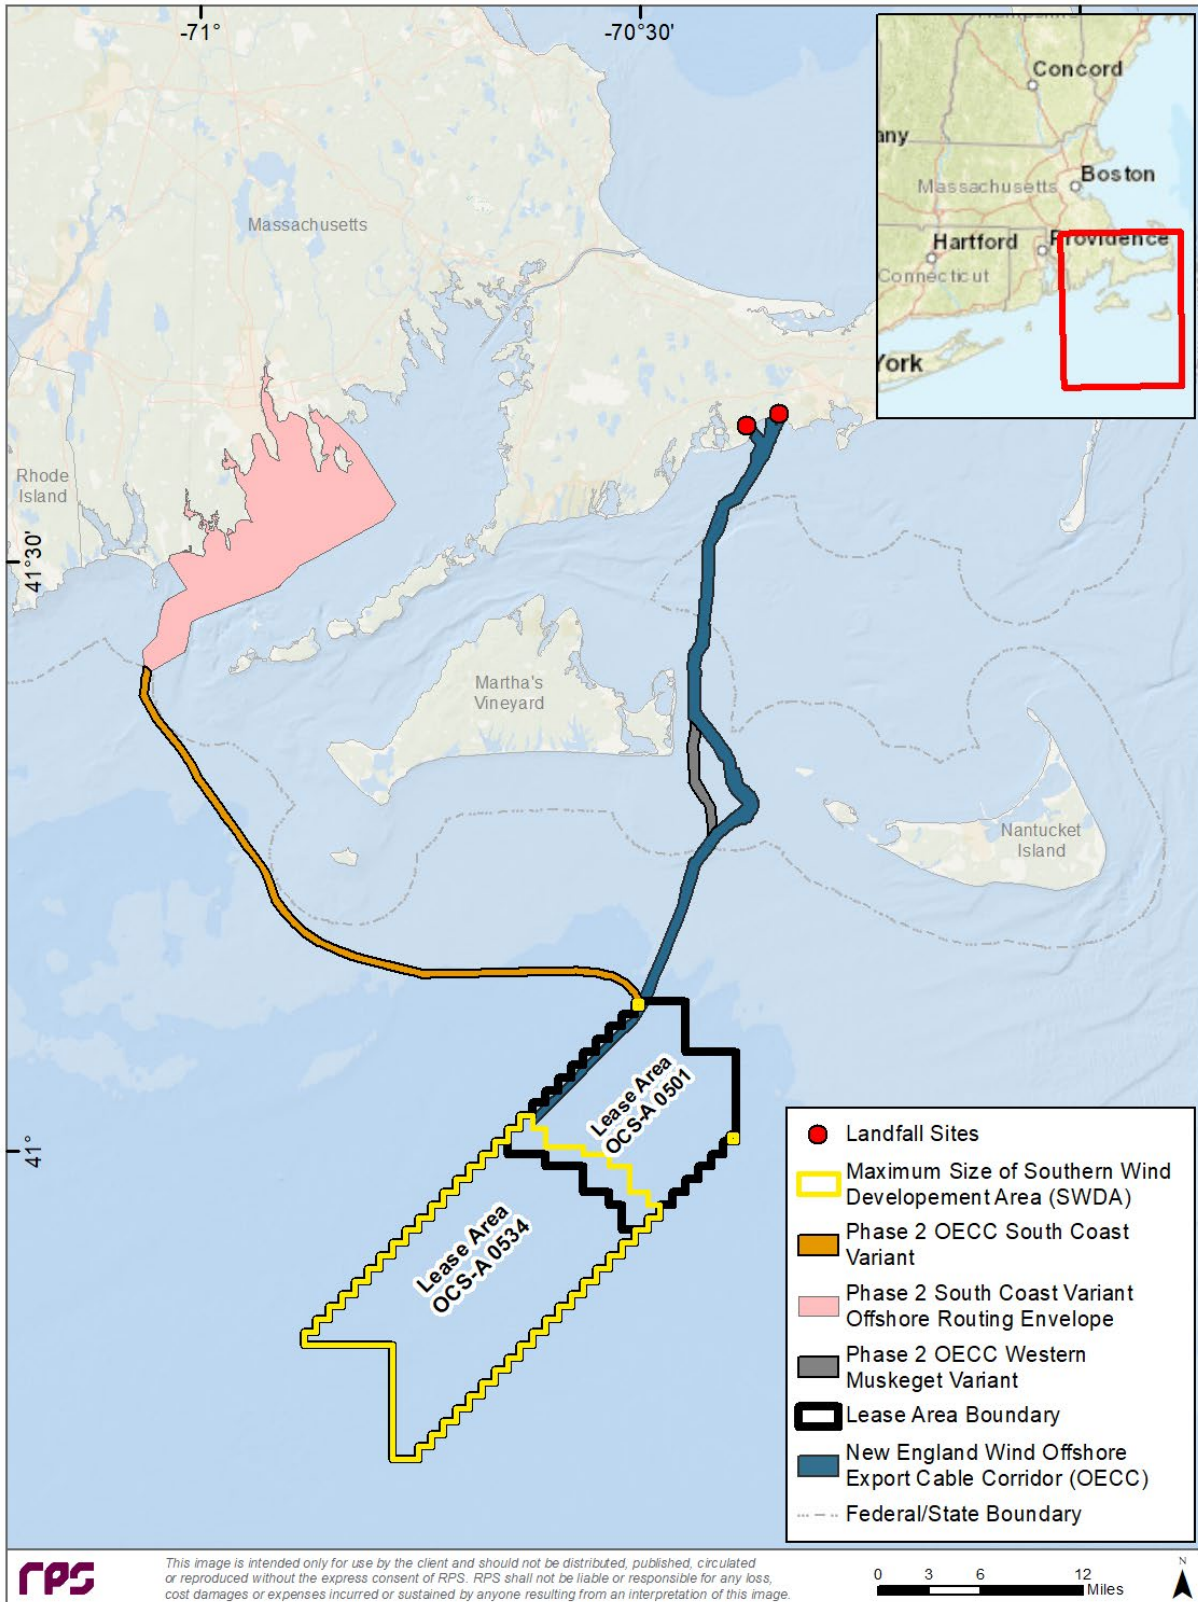 -71°
-70°30'
Concord
any
Massachusetts
Boston
Hartford
Providence
Connecticut
York
Massachusetts
Rhode
Island
41°30'
Martha's
Vineyard
Nantucket
Island
Lease Area
OCS-A 0501
41°
Lease Area
OCS-A 0534
Landfall Sites
Maximum Size of Southern Wind
Developement Area (SWDA)
Phase 2 OECC South Coast
Variant
Phase 2 South Coast Variant
Offshore Routing Envelope
Phase 2 OECC Western
Muskeget Variant
Lease Area Boundary
New England Wind Offshore
Export Cable Corridor (OECC)
Federal/State Boundary
rps
This image is intended only for use by the client and should not be distributed, published, circulated
or reproduced without the express consent of RPS. RPS shall not be liable or responsible for any loss,
cost damages or expenses incurred or sustained by anyone resulting from an interpretation of this image.
0 3 6 12
Miles
N